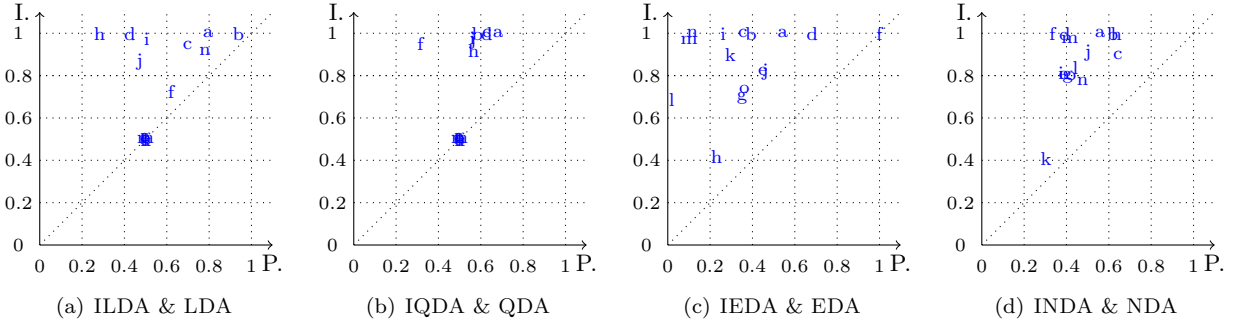 I. I. I. I.
1 h d i j a n c b f
1 f b c d a j h
1 m n i c b a d f k e j l o g h
1 f d n a b h c j l i g o n k
0.8 0.8 0.8 0.8
0.6 0.6 0.6 0.6
0.4 0.4 0.4 0.4
0.2 0.2 0.2 0.2
0 0 0 0
0 0.2 0.4 0.6 0.8 1 P. 0 0.2 0.4 0.6 0.8 1 P. 0 0.2 0.4 0.6 0.8 1 P. 0 0.2 0.4 0.6 0.8 1 P.
(a) ILDA & LDA (b) IQDA & QDA (c) IEDA & EDA (d) INDA & NDA